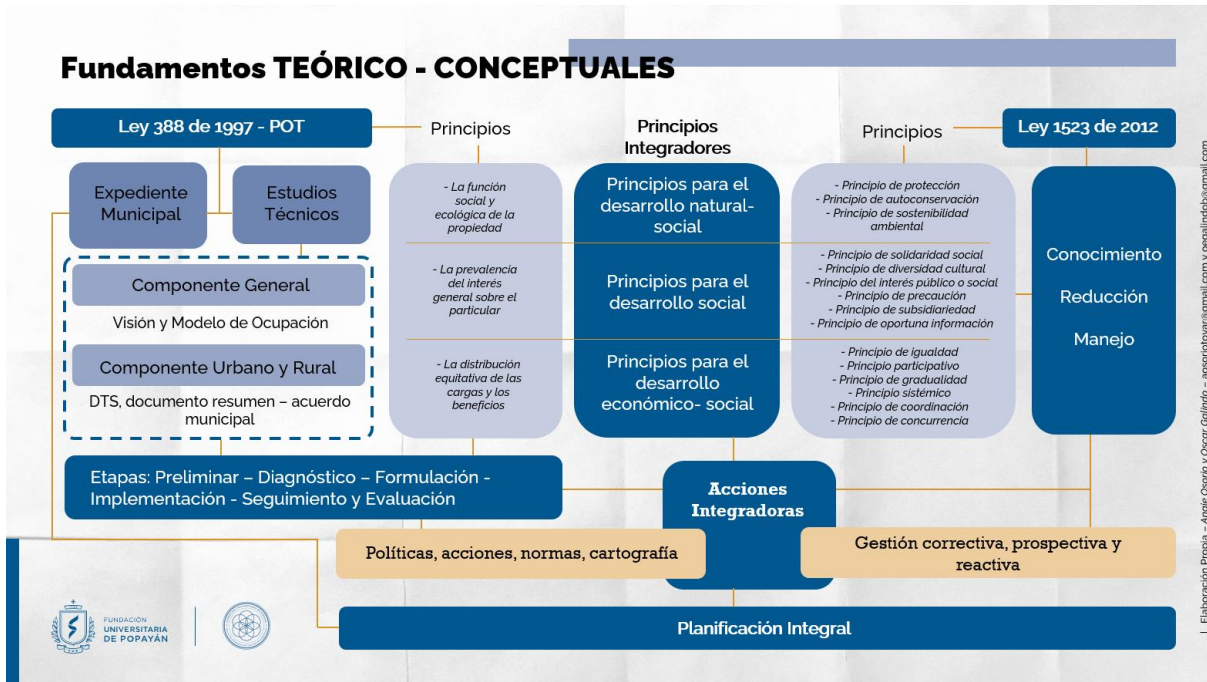 Fundamentos TEÓRICO - CONCEPTUALES
Ley 388 de 1997 - POT
Principios
Principios
Integradores
Principios
Ley 1523 de 2012
Expediente
Municipal
Estudios
Técnicos
Componente General
Visión y Modelo de Ocupación
Componente Urbano y Rural
DTS, documento resumen – acuerdo
municipal
- La función
social y
ecológica de la
propiedad
- La prevalencia
del interés
general sobre el
particular
- La distribución
equitativa de las
cargas y los
beneficios
Principios para el
desarrollo natural-
social
Principios para el
desarrollo social
Principios para el
desarrollo
económico- social
- Principio de protección
- Principio de autoconservación
- Principio de sostenibilidad
ambiental
- Principio de solidaridad social
- Principio de diversidad cultural
- Principio del interés público o social
- Principio de precaución
- Principio de subsidiariedad
- Principio de oportuna información
- Principio de igualdad
- Principio participativo
- Principio de gradualidad
- Principio sistémico
- Principio de coordinación
- Principio de concurrencia
Conocimiento
Reducción
Manejo
Etapas: Preliminar – Diagnóstico – Formulación -
Implementación - Seguimiento y Evaluación
Acciones
Integradoras
Políticas, acciones, normas, cartografía
Gestión correctiva, prospectiva y
reactiva
Planificación Integral
FUNDACIÓN
UNIVERSITARIA
DE POPAYÁN
| Elaboración Propia – Angie Osorio y Oscar Galindo –